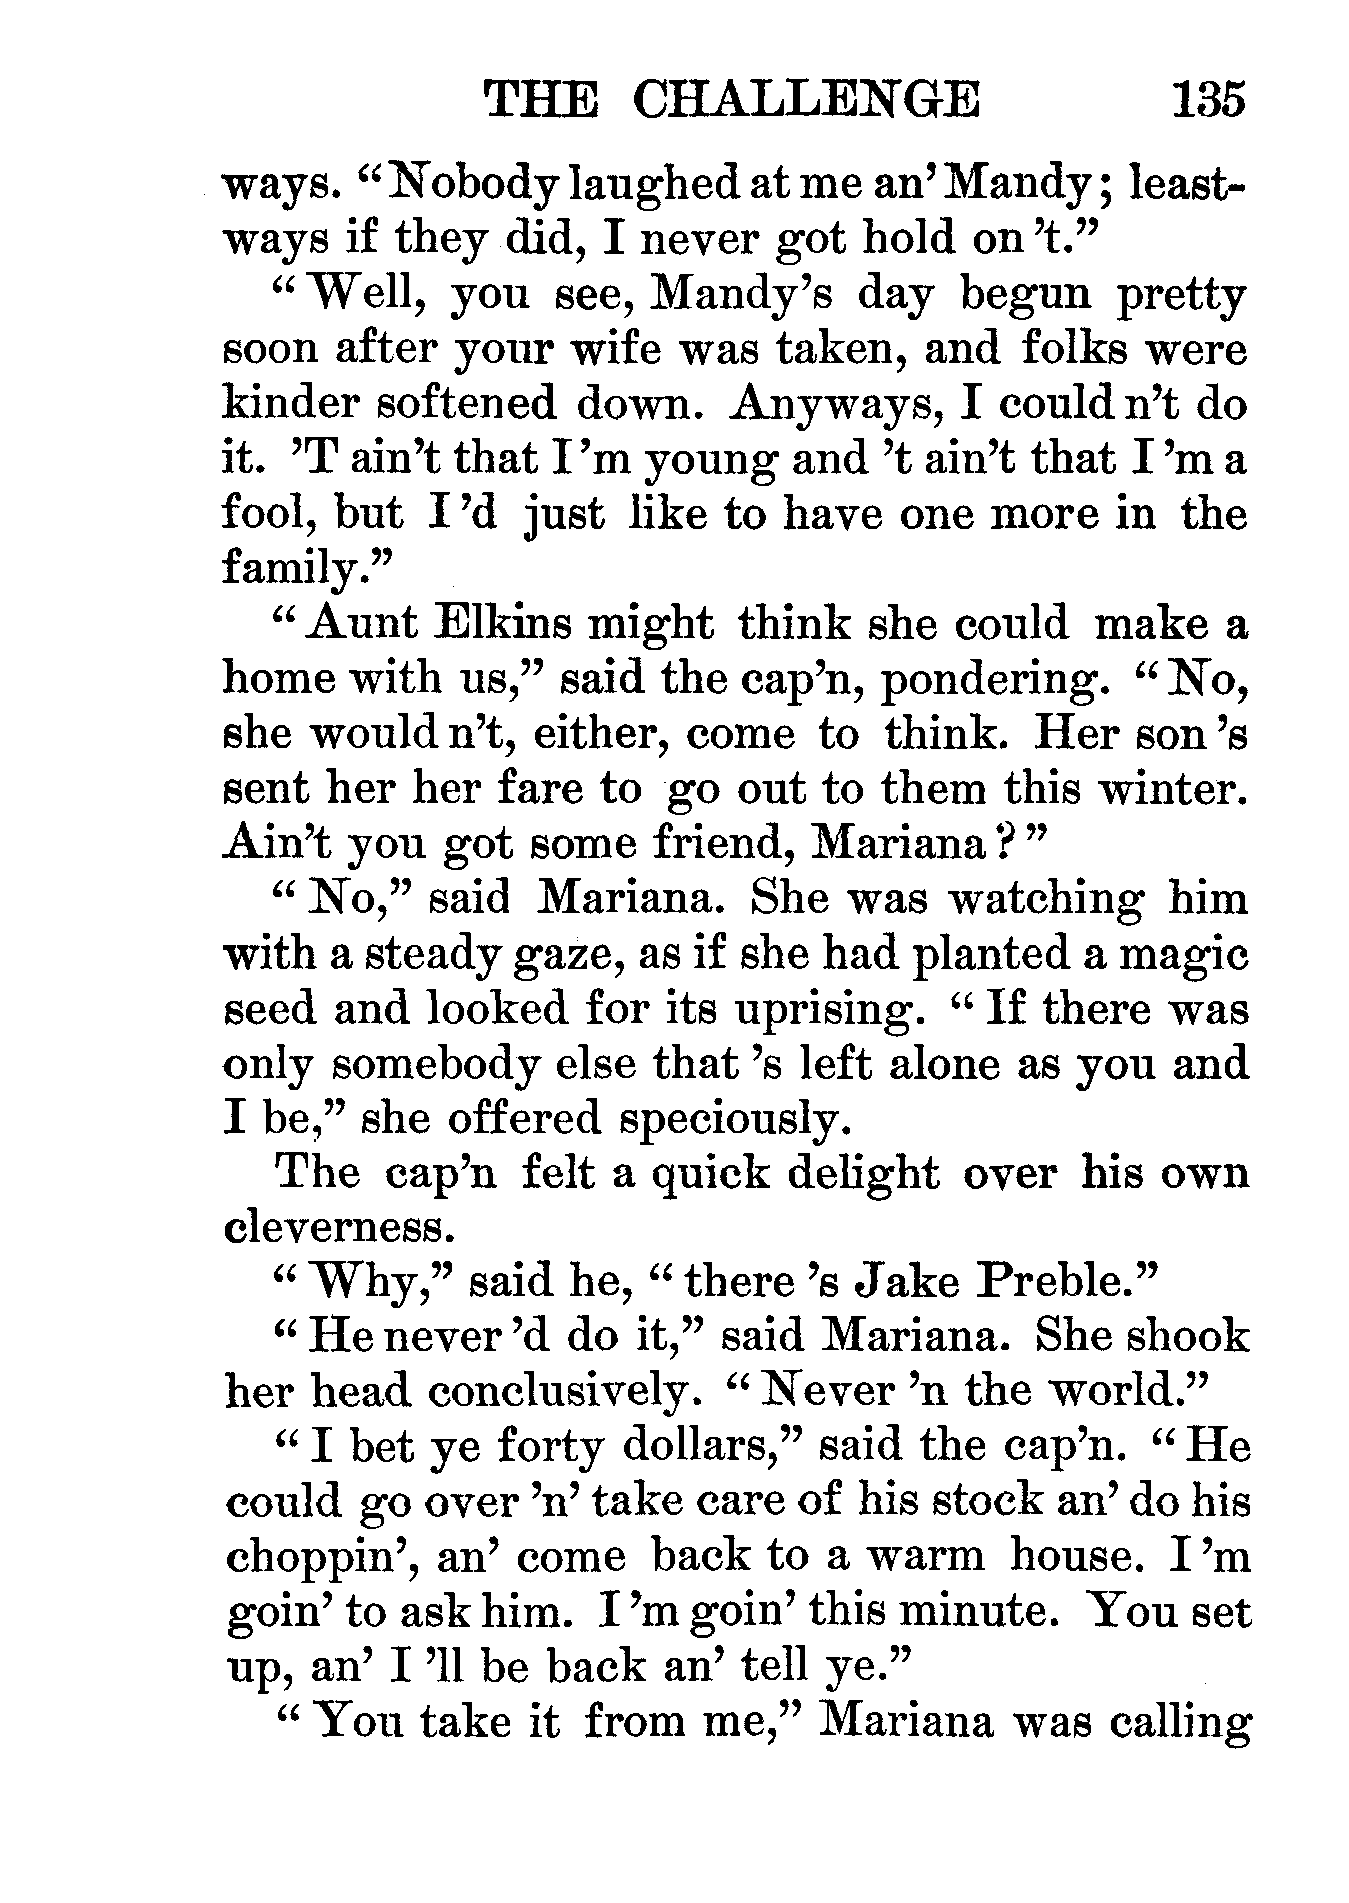 THE CHALLENGE 135
ways. “Nobody laughed at me an’ Mandy; least-
ways if they did, I never got hold on ’t.”
“Well, you see, Mandy’s day begun pretty
soon after your wife was taken, and folks were
kinder softened down. Anyways, I could n’t do
it. ’T ain’t that I ’m young and ’t ain’t that I ’m a
fool, but I ’d just like to have one more in the
family.”
“Aunt Elkins might think she could make a
home with us,” said the cap’n, pondering. “No,
she would n’t, either, come to think. Her son ’s
sent her her fare to go out to them this winter.
Ain’t you got some friend, Mariana?”
“No,” said Mariana. She was watching him
with a steady gaze, as if she had planted a magic
seed and looked for its uprising. “If there was
only somebody else that ’s left alone as you and
I be,” she offered speciously.
The cap’n felt a quick delight over his own
cleverness.
“Why,” said he, “there ’s Jake Preble.”
“He never ’d do it,” said Mariana. She shook
her head conclusively. “Never ’n the world.”
“I bet ye forty dollars,” said the cap’n. “He
could go over ’n’ take care of his stock an’ do his
choppin’, an’ come back to a warm house. I ’m
goin’ to ask him. I ’m goin’ this minute. You set
up, an’ I ’ll be back an’ tell ye.”
“You take it from me,” Mariana was calling